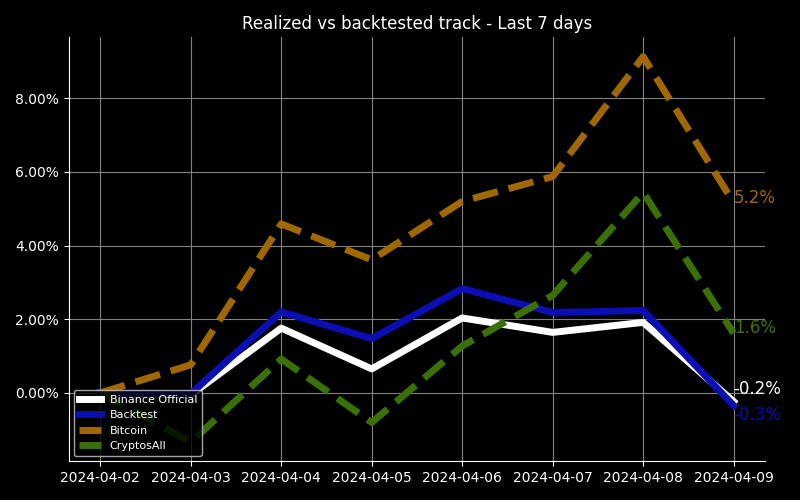 Realized vs backtested track - Last 7 days
8.00%
6.00%
4.00%
2.00%
0.00%
5.2%
1.6%
-0.2%
-0.3%
Binance Official
Backtest
Bitcoin
CryptosAll
2024-04-02 2024-04-03 2024-04-04 2024-04-05 2024-04-06 2024-04-07 2024-04-08 2024-04-09